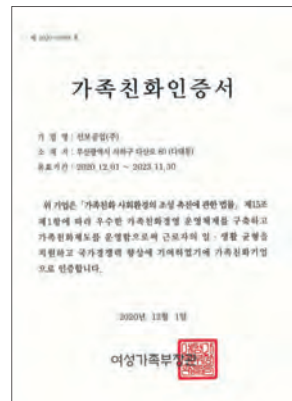 가족친화인증서
기 업 명 : 선보공업(주)
소 재 지 : 부산광역시 사하구 다산로 60 (다대동)
유효기간 : 2020.12.01 ~ 2023.11.30
위 기업은 「가족친화 사회환경의 조성 촉진에 관한 법률」 제15조
제1항에 따라 우수한 가족친화경영 운영체제를 구축하고
가족친화제도를 운영함으로써 근로자의 일 · 생활 균형을
지원하고 국가경쟁력 향상에 기여하였기에 가족친화기업
으로 인증합니다.
2020년 12월 1일
여성가족부장관